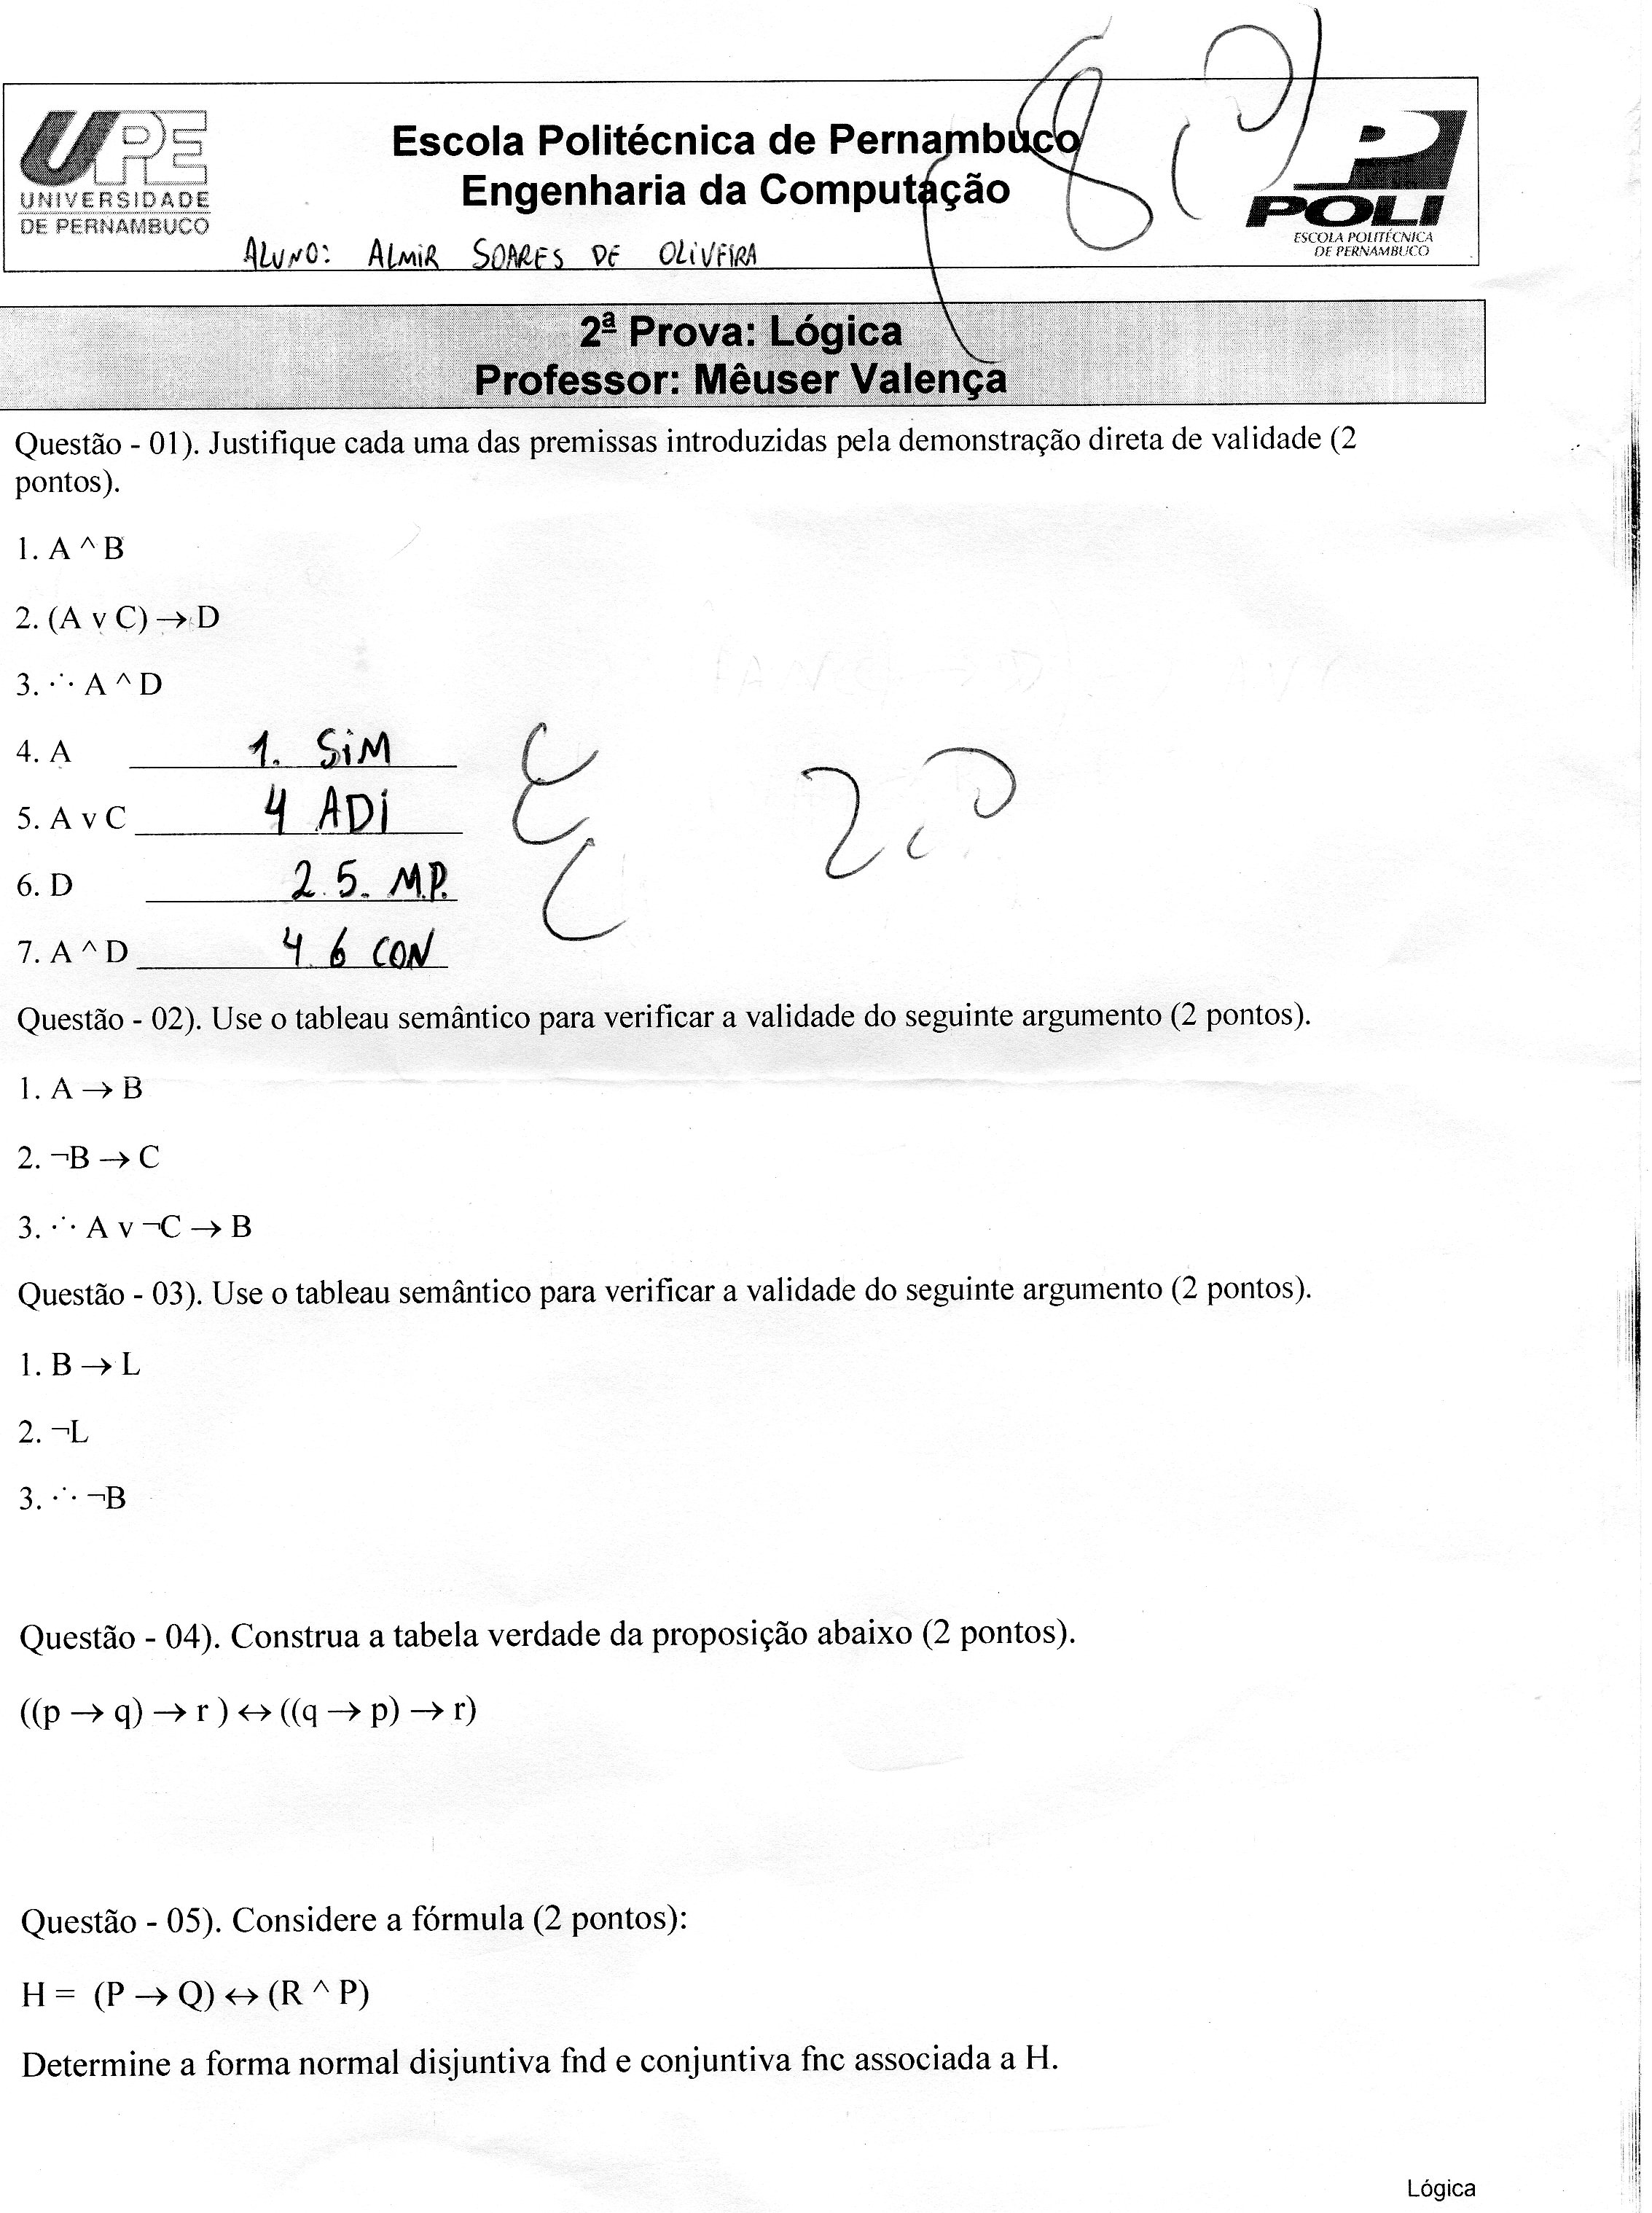 UPE
UNIVERSIDADE
DE PERNAMBUCO
Escola Politécnica de Pernambuco
Engenharia da Computação
ALUNO: ALMIR SOARES DE OLIVEIRA
8,0
POLI
ESCOLA POLITÉCNICA
DE PERNAMBUCO
2ª Prova: Lógica
Professor: Mêuser Valença
Questão - 01). Justifique cada uma das premissas introduzidas pela demonstração direta de validade (2
pontos).
1. A ^ B
2. (A v C) → D
3. ∴ A ^ D
4. A 1. SiM
5. A v C 4 ADi
6. D 2.5. M.P.
7. A ^ D 4.6 CON
2,0
Questão - 02). Use o tableau semântico para verificar a validade do seguinte argumento (2 pontos).
1. A → B
2. ¬B → C
3. ∴ A v ¬C → B
Questão - 03). Use o tableau semântico para verificar a validade do seguinte argumento (2 pontos).
1. B → L
2. ¬L
3. ∴ ¬B
Questão - 04). Construa a tabela verdade da proposição abaixo (2 pontos).
((p → q) → r ) ↔ ((q → p) → r)
Questão - 05). Considere a fórmula (2 pontos):
H = (P → Q) ↔ (R ^ P)
Determine a forma normal disjuntiva fnd e conjuntiva fnc associada a H.
Lógica